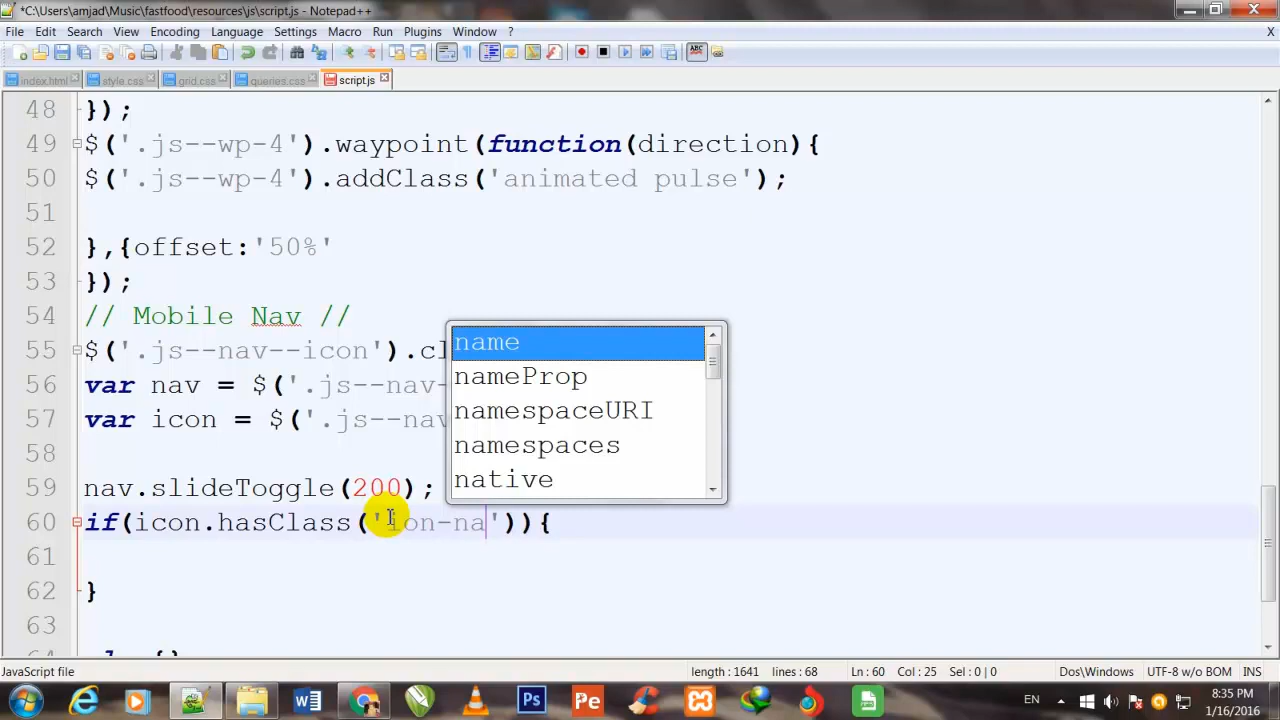 *C:\Users\amjad\Music\fastfood\resources\js\script.js - Notepad++
File Edit Search View Encoding Language Settings Macro Run Plugins Window ? X
index.html style.css grid.css queries.css script.js
48 });
49 $('.js--wp-4').waypoint(function(direction){
50 $('.js--wp-4').addClass('animated pulse');
51
52 },{offset:'50%'
53 });
54 // Mobile Nav //
55 $('.js--nav--icon').cl
56 var nav = $('.js--nav-
57 var icon = $('.js--nav
58
59 nav.slideToggle(200);
60 if(icon.hasClass('ion-na')){
61
62 }
63
name
nameProp
namespaceURI
namespaces
native
JavaScript file length : 1641 lines : 68 Ln : 60 Col : 25 Sel : 0 | 0 Dos\Windows UTF-8 w/o BOM INS
W Ps Pe EN 8:35 PM
1/16/2016